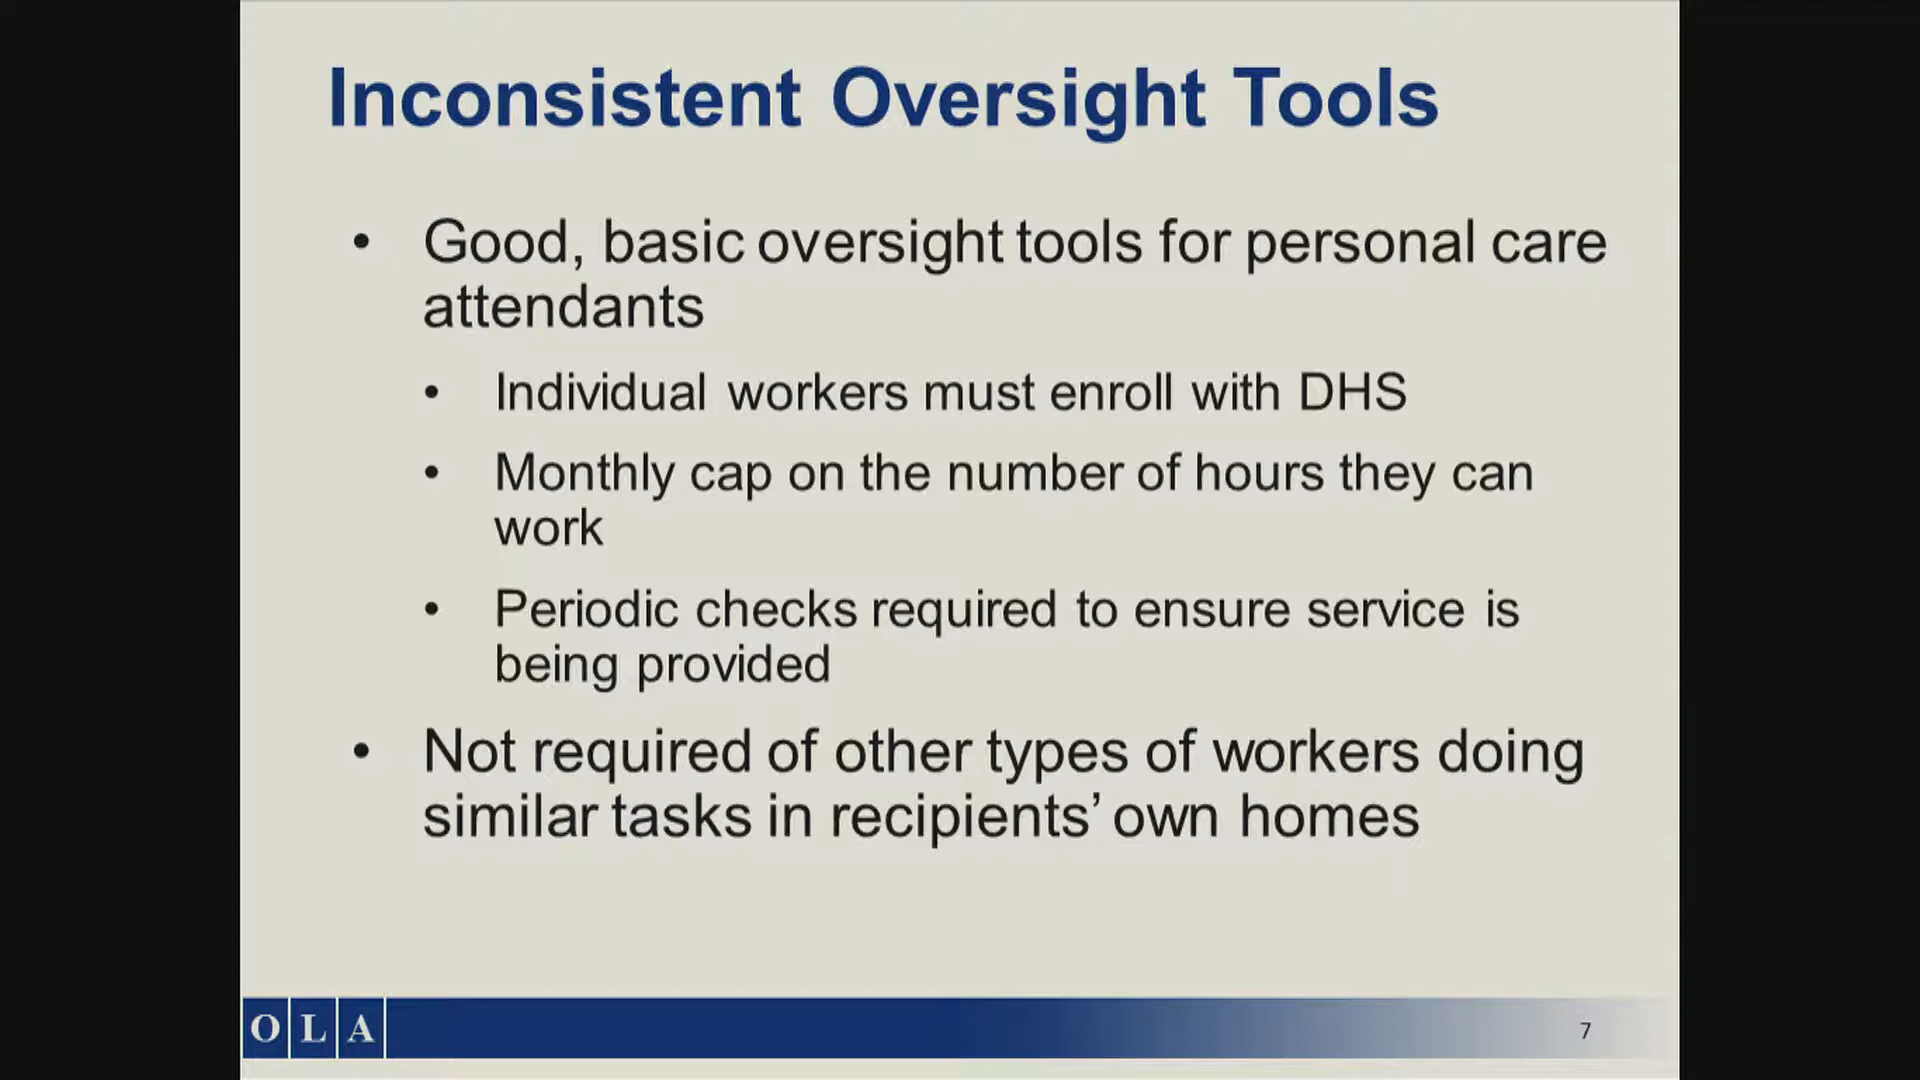 Inconsistent Oversight Tools
• Good, basic oversight tools for personal care
attendants
• Individual workers must enroll with DHS
• Monthly cap on the number of hours they can
work
• Periodic checks required to ensure service is
being provided
• Not required of other types of workers doing
similar tasks in recipients’ own homes
OLA
7